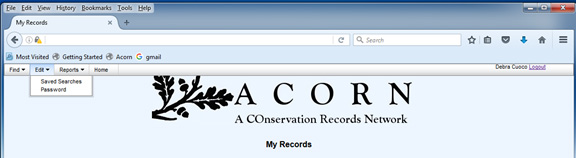 File Edit View History Bookmarks Tools Help
My Records
Search
Most Visited Getting Started Acorn gmail
Find Edit Reports Home Debra Cuoco Logout
Saved Searches
Password
A C O R N
A COnservation Records Network
My Records